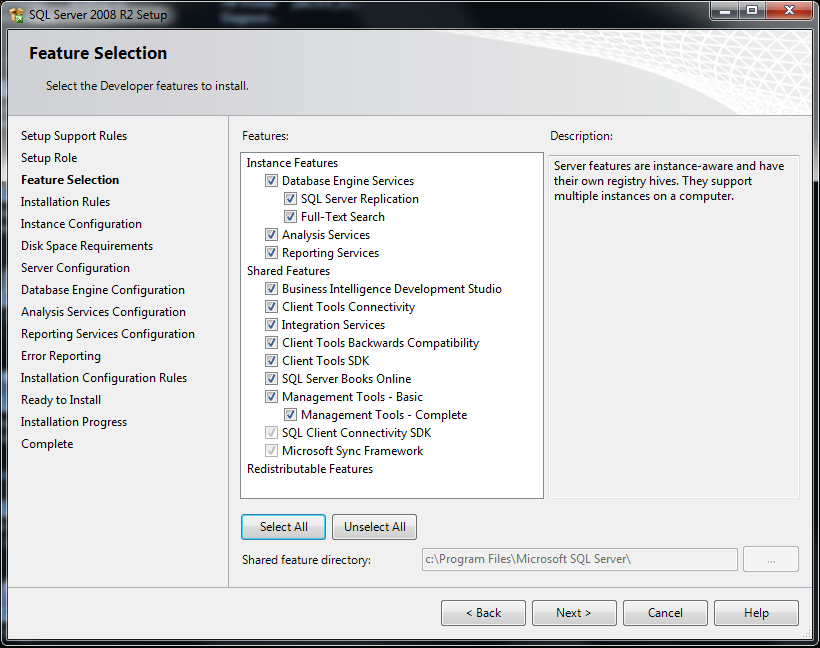 SQL Server 2008 R2 Setup
Feature Selection
Select the Developer features to install.
Setup Support Rules
Setup Role
Feature Selection
Installation Rules
Instance Configuration
Disk Space Requirements
Server Configuration
Database Engine Configuration
Analysis Services Configuration
Reporting Services Configuration
Error Reporting
Installation Configuration Rules
Ready to Install
Installation Progress
Complete
Features:
Instance Features
Database Engine Services
SQL Server Replication
Full-Text Search
Analysis Services
Reporting Services
Shared Features
Business Intelligence Development Studio
Client Tools Connectivity
Integration Services
Client Tools Backwards Compatibility
Client Tools SDK
SQL Server Books Online
Management Tools - Basic
Management Tools - Complete
SQL Client Connectivity SDK
Microsoft Sync Framework
Redistributable Features
Description:
Server features are instance-aware and have
their own registry hives. They support
multiple instances on a computer.
Select All
Unselect All
Shared feature directory:
c:\Program Files\Microsoft SQL Server\
...
< Back
Next >
Cancel
Help